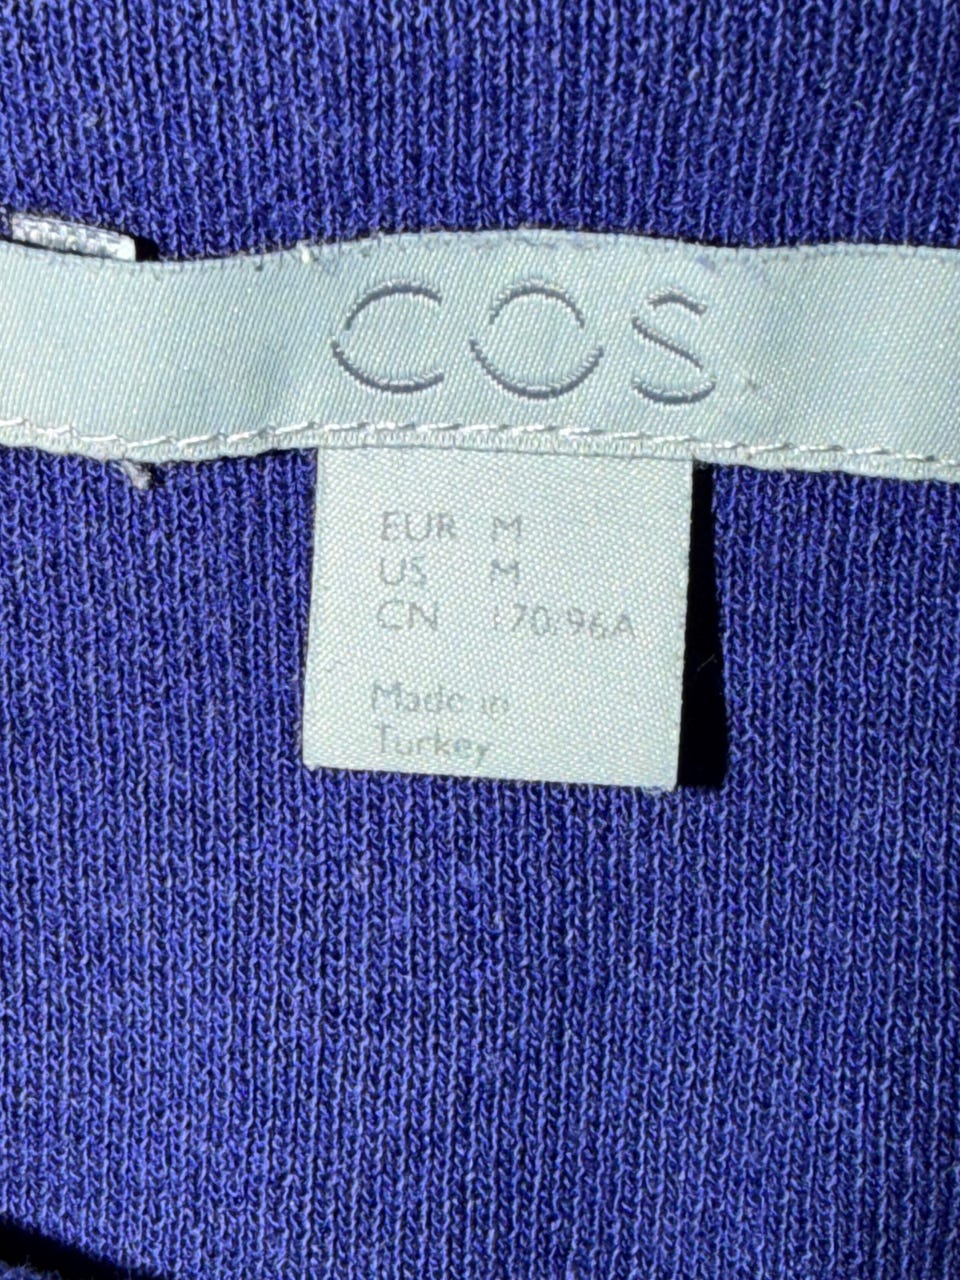 COS
EUR M
US M
CN 170/96A
Made in
Turkey